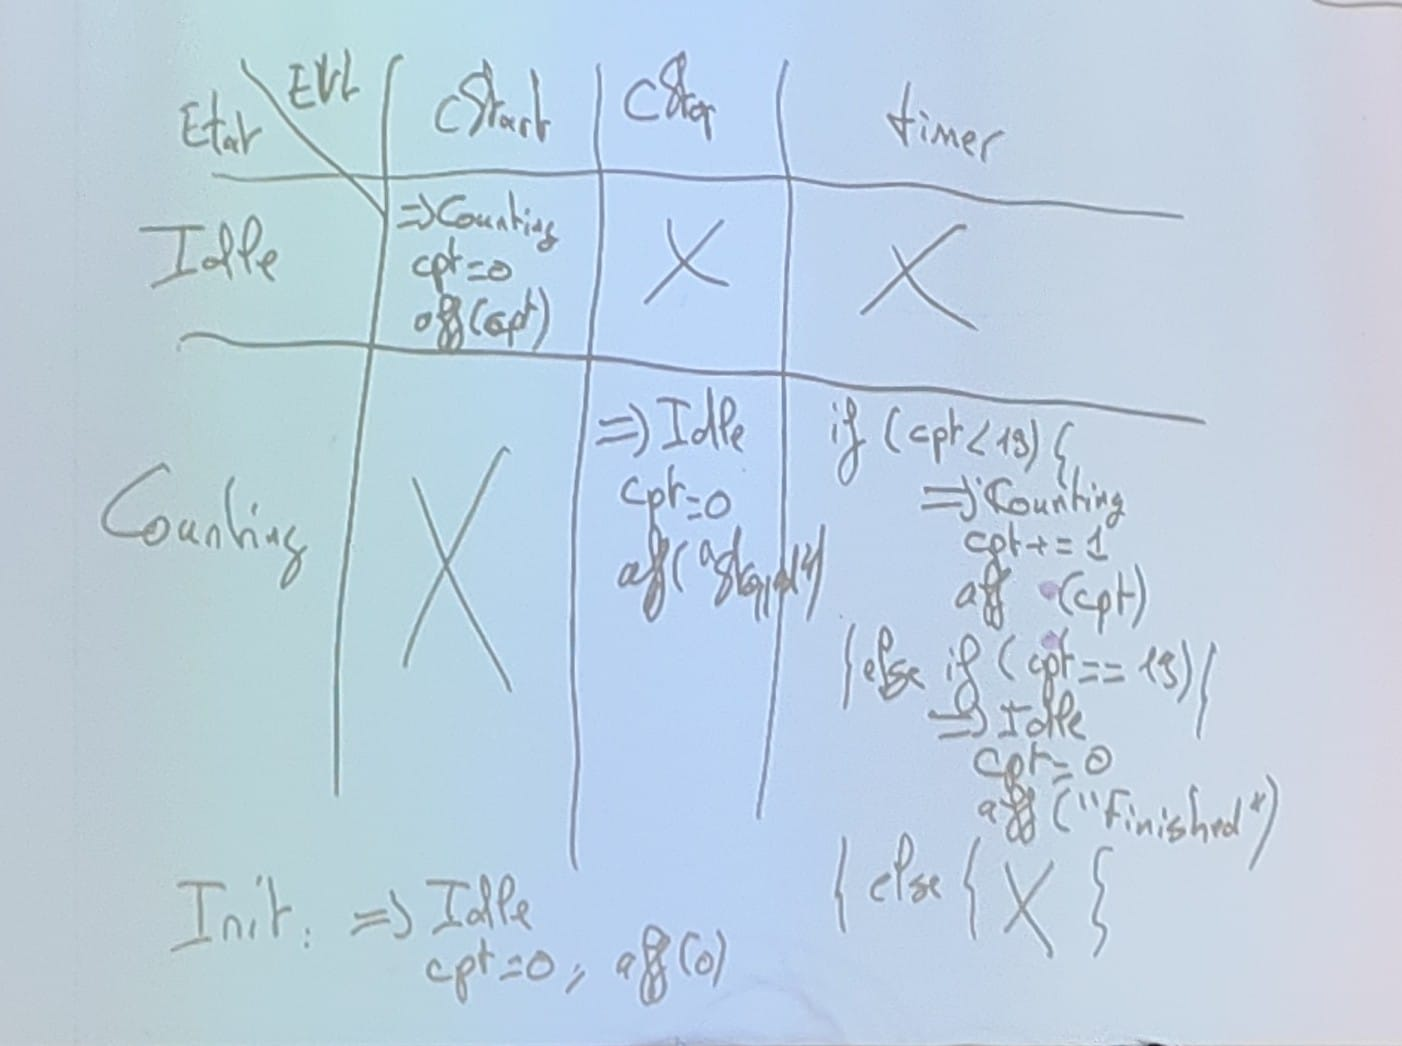 Etat Evt cStart cStop timer
Idle
=> Counting
cpt=0
aff(cpt)
X
X
Counting
X
=> Idle
cpt=0
aff("Stopped")
if (cpt<19){
=> Counting
cpt+=1
aff (cpt)
}else if (cpt==19){
=> Idle
cpt=0
aff("Finished")
} else { X }
Init: => Idle
cpt=0, aff(0)